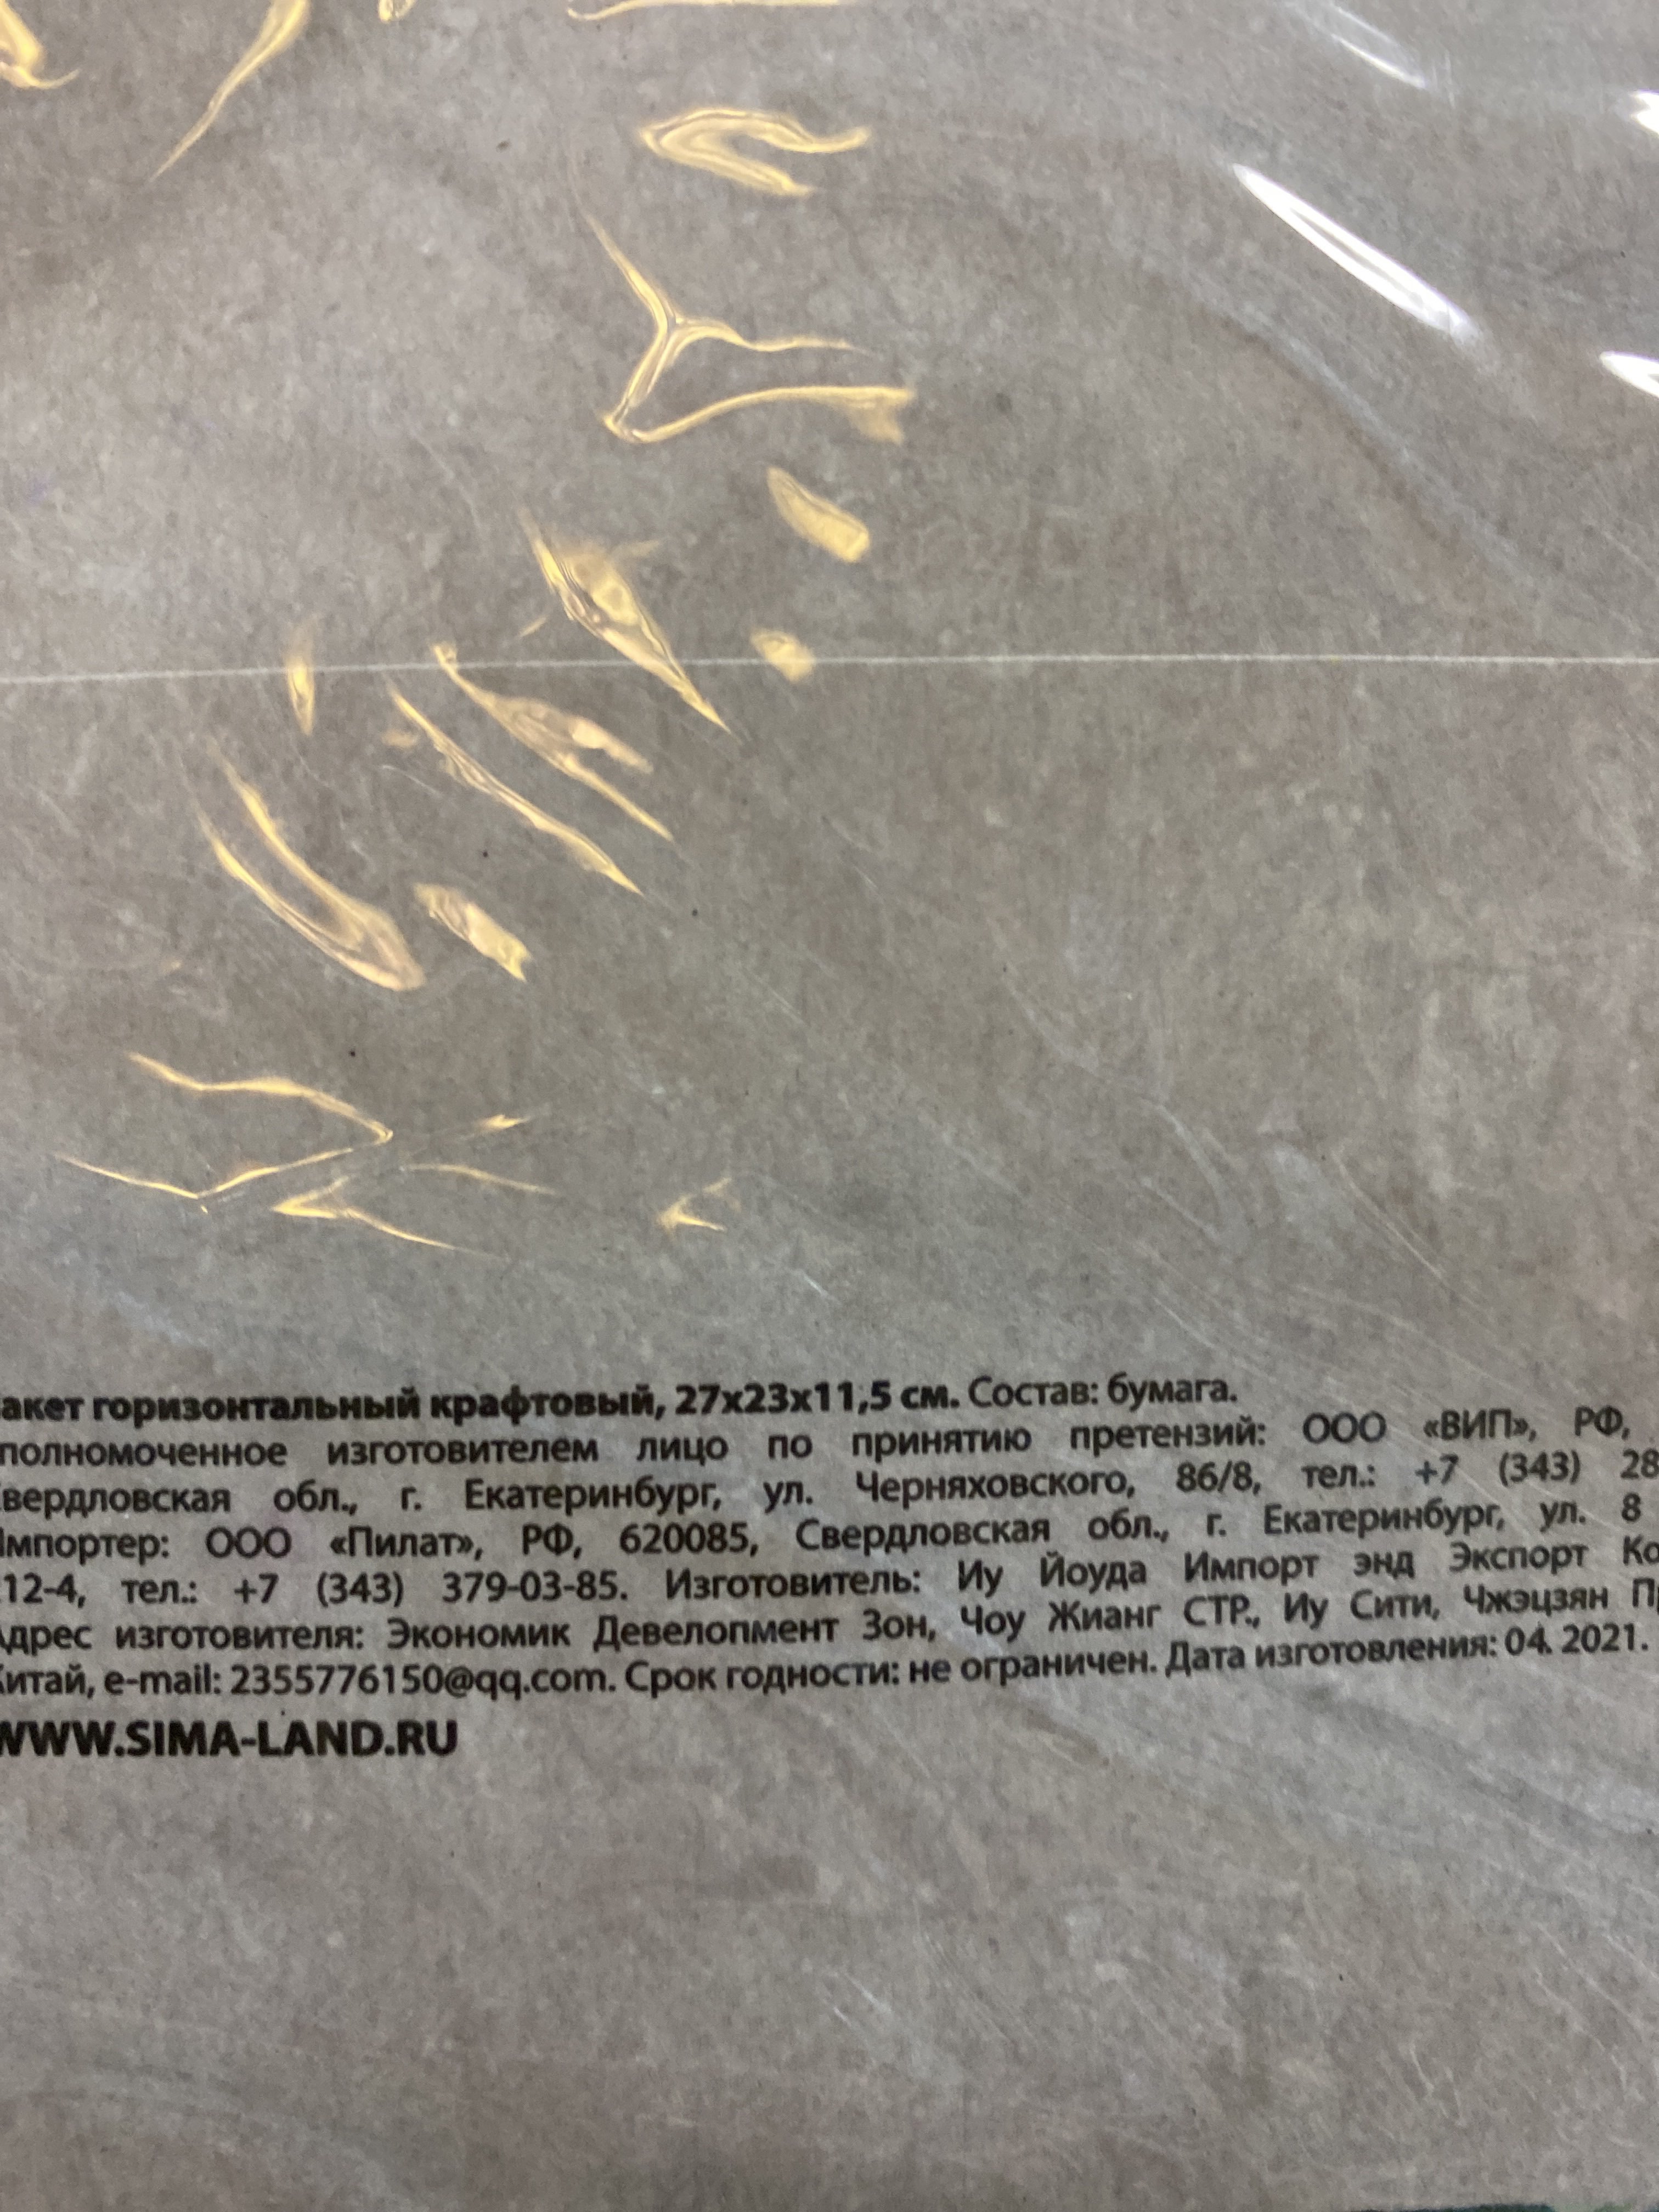 акет горизонтальный крафтовый, 27х23х11,5 см. Состав: бумага.
полномоченное изготовителем лицо по принятию претензий: ООО «ВИП», РФ,
вердловская обл., г. Екатеринбург, ул. Черняховского, 86/8, тел.: +7 (343) 28
Импортер: ООО «Пилат», РФ, 620085, Свердловская обл., г. Екатеринбург, ул. 8
12-4, тел.: +7 (343) 379-03-85. Изготовитель: Иу Йоуда Импорт энд Экспорт Ко
Адрес изготовителя: Экономик Девелопмент Зон, Чоу Жианг СТР., Иу Сити, Чжэцзян П
Китай, e-mail: 2355776150@qq.com. Срок годности: не ограничен. Дата изготовления: 04. 2021.
WWW.SIMA-LAND.RU